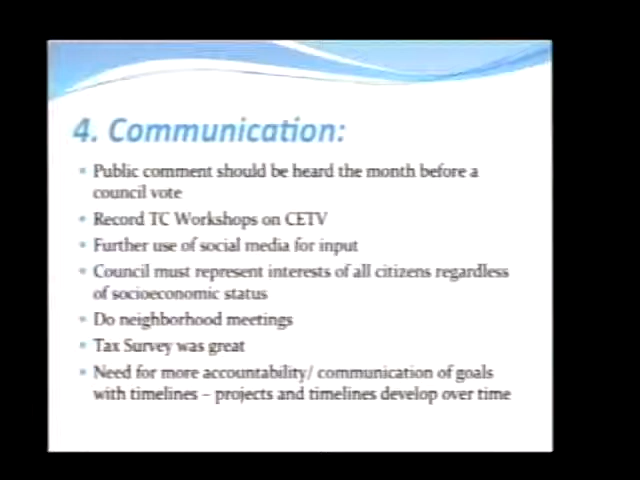 4. Communication:
• Public comment should be heard the month before a
council vote
• Record TC Workshops on CETV
• Further use of social media for input
• Council must represent interests of all citizens regardless
of socioeconomic status
• Do neighborhood meetings
• Tax Survey was great
• Need for more accountability/ communication of goals
with timelines – projects and timelines develop over time